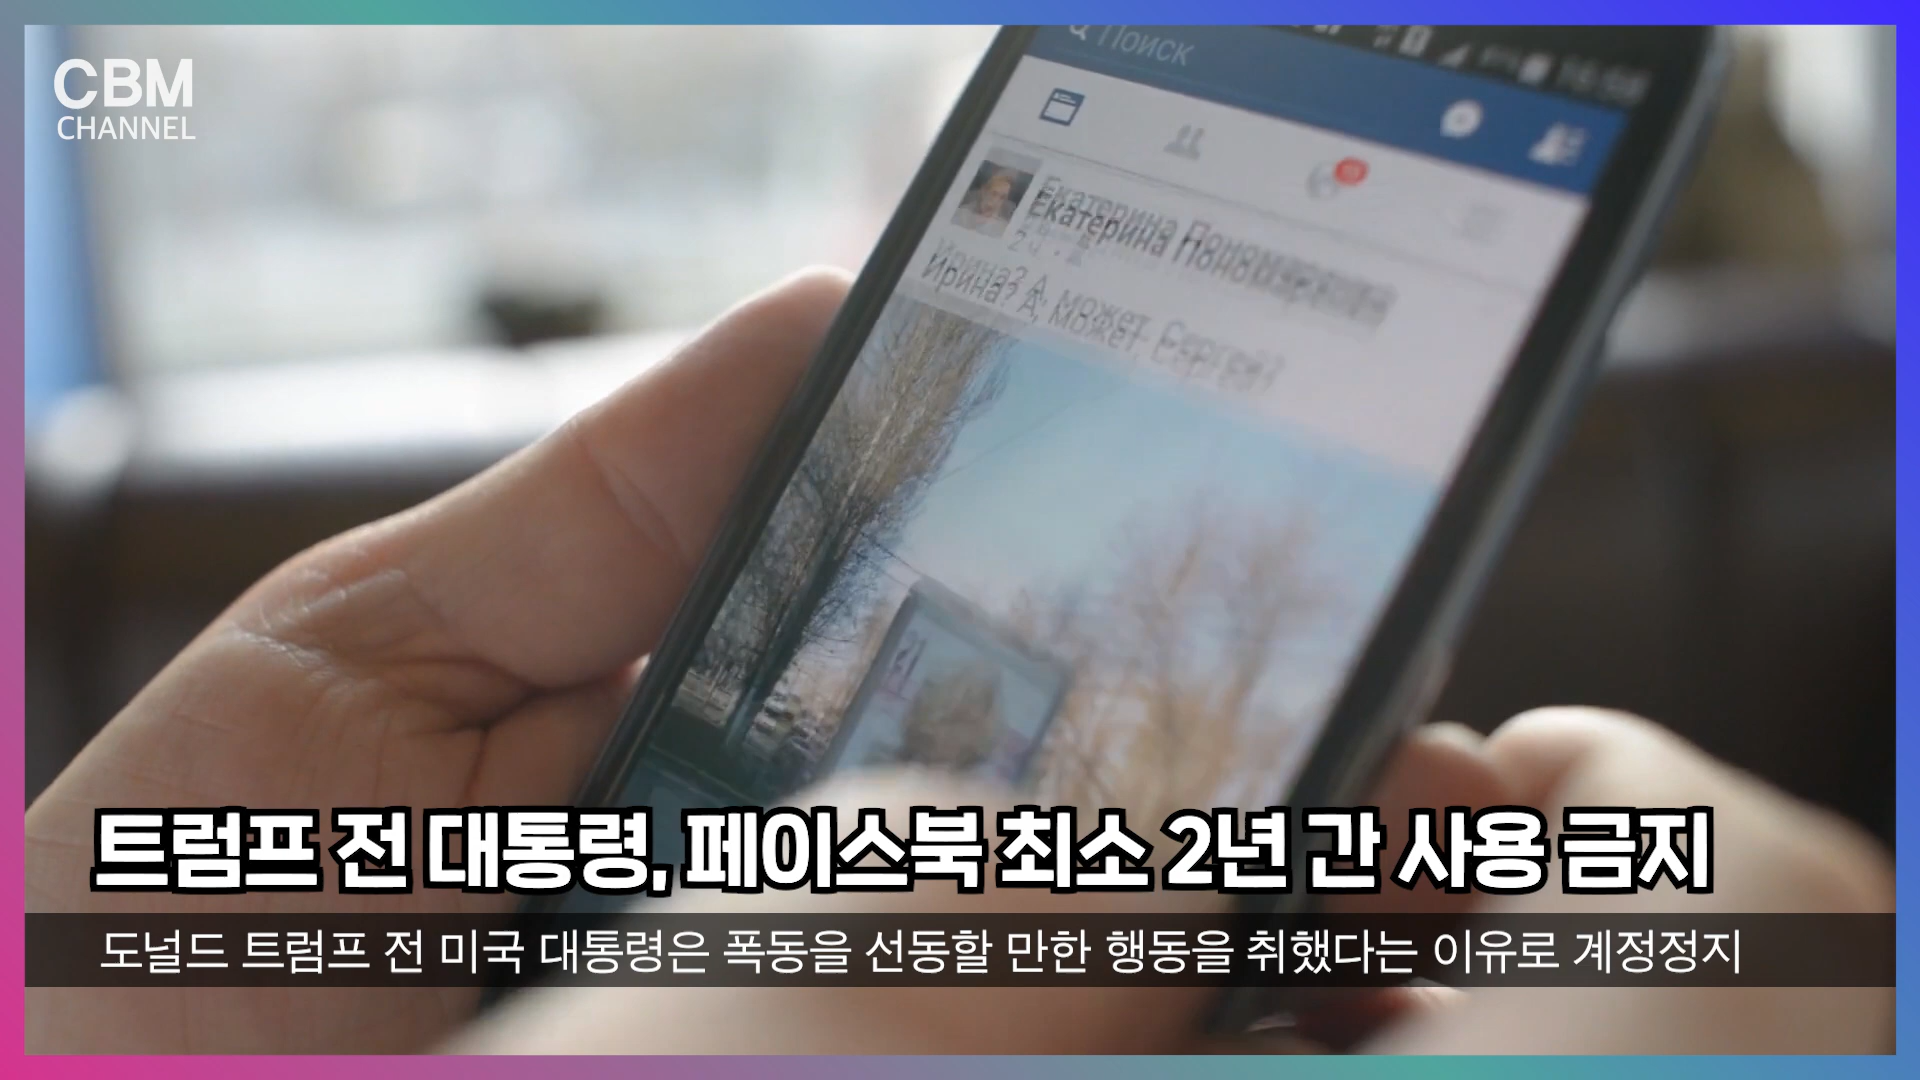 CBM
CHANNEL
Поиск
Екатерина Пономарева
2 ч.
Ирина? А, может, Сергей?
트럼프 전 대통령, 페이스북 최소 2년 간 사용 금지
도널드 트럼프 전 미국 대통령은 폭동을 선동할 만한 행동을 취했다는 이유로 계정정지